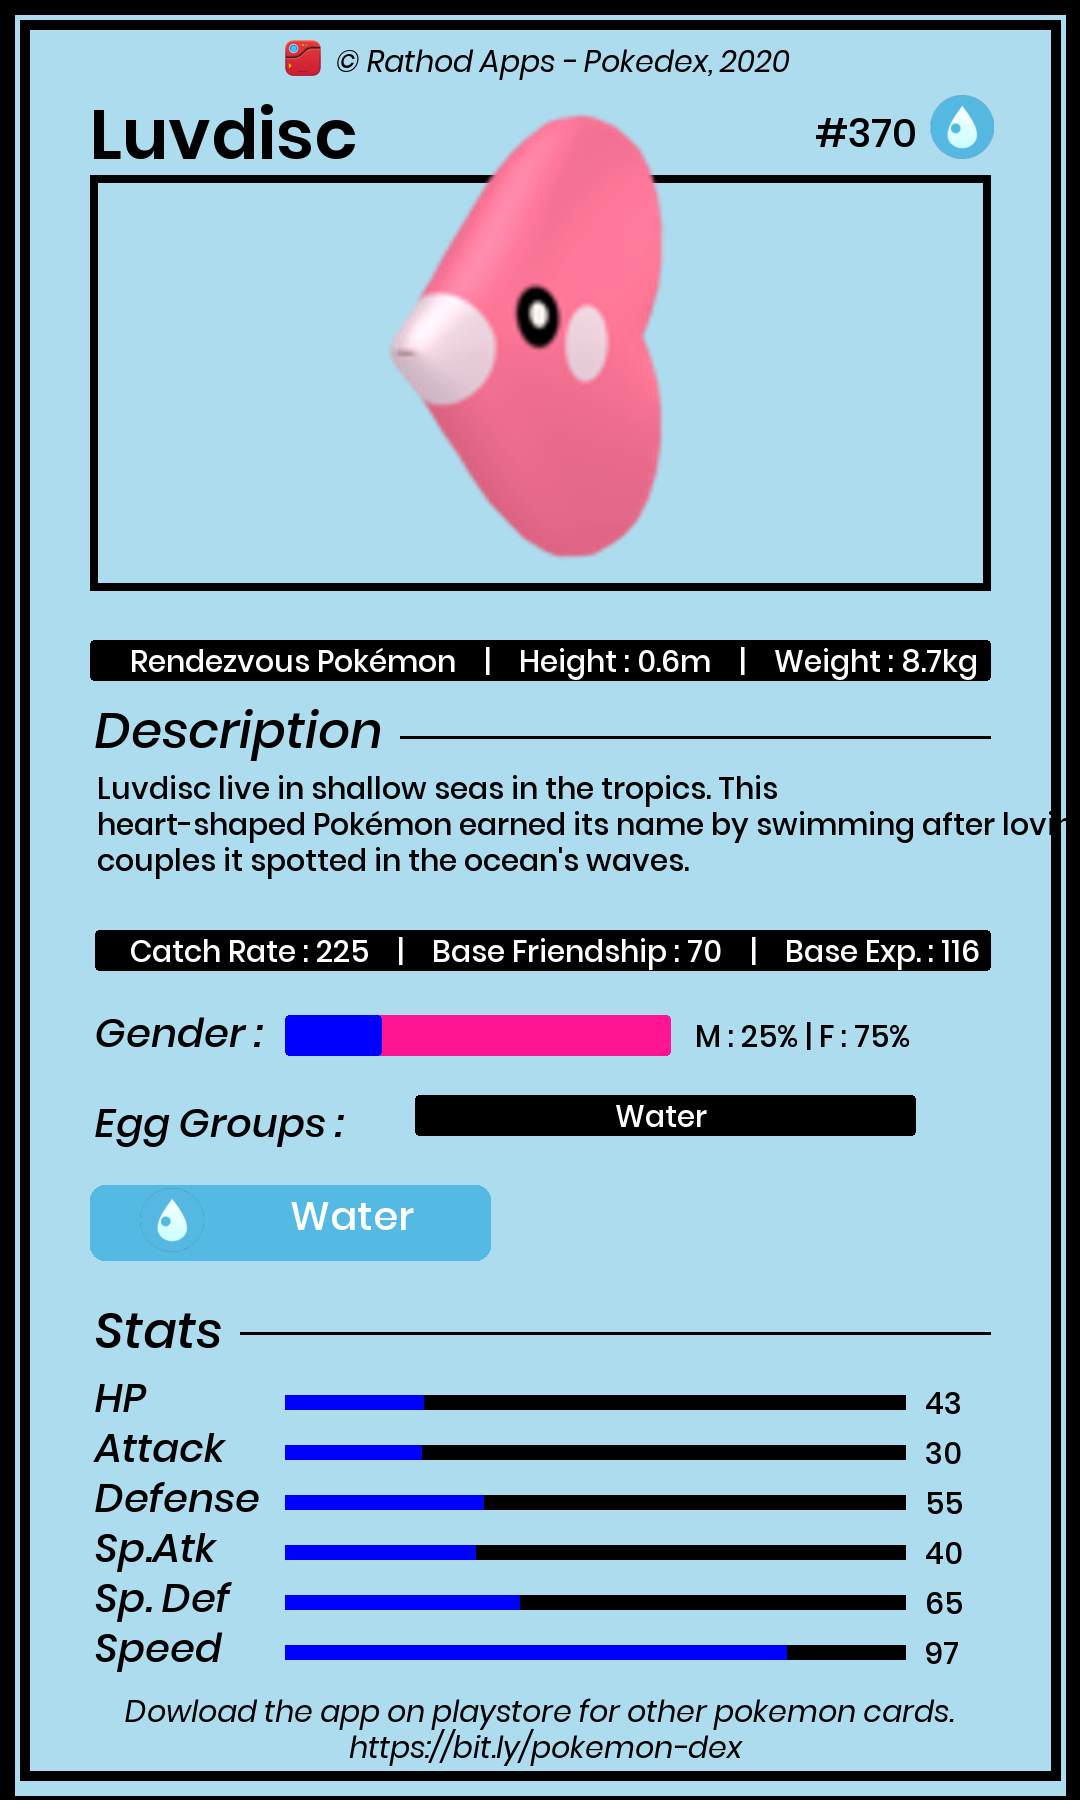 © Rathod Apps - Pokedex, 2020
Luvdisc
#370
Rendezvous Pokémon | Height : 0.6m | Weight : 8.7kg
Description
Luvdisc live in shallow seas in the tropics. This
heart-shaped Pokémon earned its name by swimming after
couples it spotted in the ocean's waves.
Catch Rate : 225 | Base Friendship : 70 | Base Exp. : 116
Gender : M : 25% | F : 75%
Egg Groups : Water
Water
Stats
HP 43
Attack 30
Defense 55
Sp.Atk 40
Sp. Def 65
Speed 97
Dowload the app on playstore for other pokemon cards.
https://bit.ly/pokemon-dex